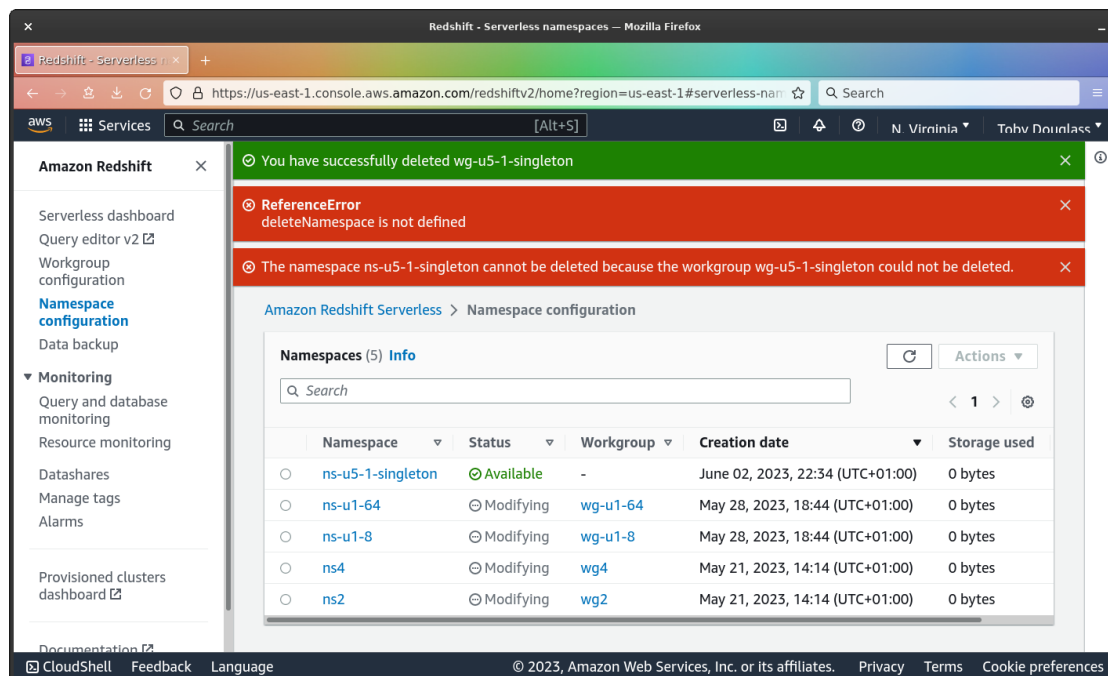 Redshift - Serverless namespaces — Mozilla Firefox
Redshift - Serverless n
https://us-east-1.console.aws.amazon.com/redshiftv2/home?region=us-east-1#serverless-nam
Search
aws Services Search [Alt+S] N. Virginia Toby Douglass
Amazon Redshift
Serverless dashboard
Query editor v2
Workgroup
configuration
Namespace
configuration
Data backup
Monitoring
Query and database
monitoring
Resource monitoring
Datashares
Manage tags
Alarms
Provisioned clusters
dashboard
Documentation
You have successfully deleted wg-u5-1-singleton
ReferenceError
deleteNamespace is not defined
The namespace ns-u5-1-singleton cannot be deleted because the workgroup wg-u5-1-singleton could not be deleted.
Amazon Redshift Serverless > Namespace configuration
Namespaces (5) Info
Actions
Search
< 1 >
Namespace Status Workgroup Creation date Storage used
ns-u5-1-singleton Available - June 02, 2023, 22:34 (UTC+01:00) 0 bytes
ns-u1-64 Modifying wg-u1-64 May 28, 2023, 18:44 (UTC+01:00) 0 bytes
ns-u1-8 Modifying wg-u1-8 May 28, 2023, 18:44 (UTC+01:00) 0 bytes
ns4 Modifying wg4 May 21, 2023, 14:14 (UTC+01:00) 0 bytes
ns2 Modifying wg2 May 21, 2023, 14:14 (UTC+01:00) 0 bytes
CloudShell Feedback Language © 2023, Amazon Web Services, Inc. or its affiliates. Privacy Terms Cookie preferences